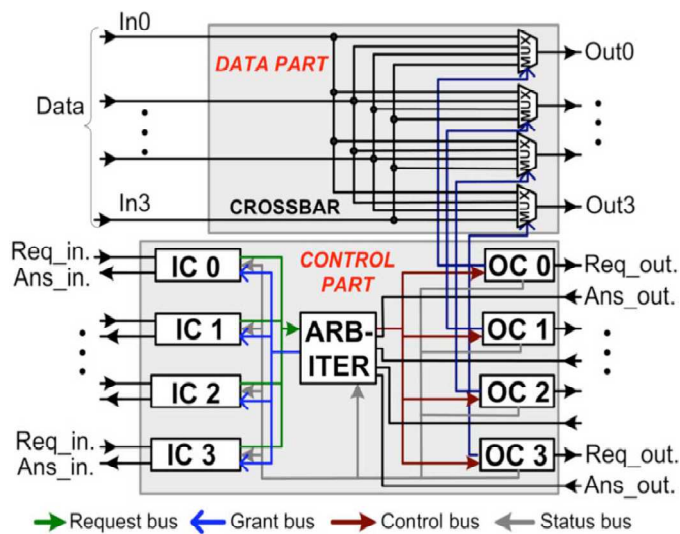 In0
DATA PART
MUX
Out0
Data
MUX
MUX
In3
CROSSBAR
MUX
Out3
Req_in.
Ans_in.
IC 0
CONTROL
PART
OC 0
Req_out.
Ans_out.
IC 1
ARB-
ITER
OC 1
IC 2
OC 2
Req_in.
Ans_in.
IC 3
OC 3
Req_out.
Ans_out.
Request bus
Grant bus
Control bus
Status bus